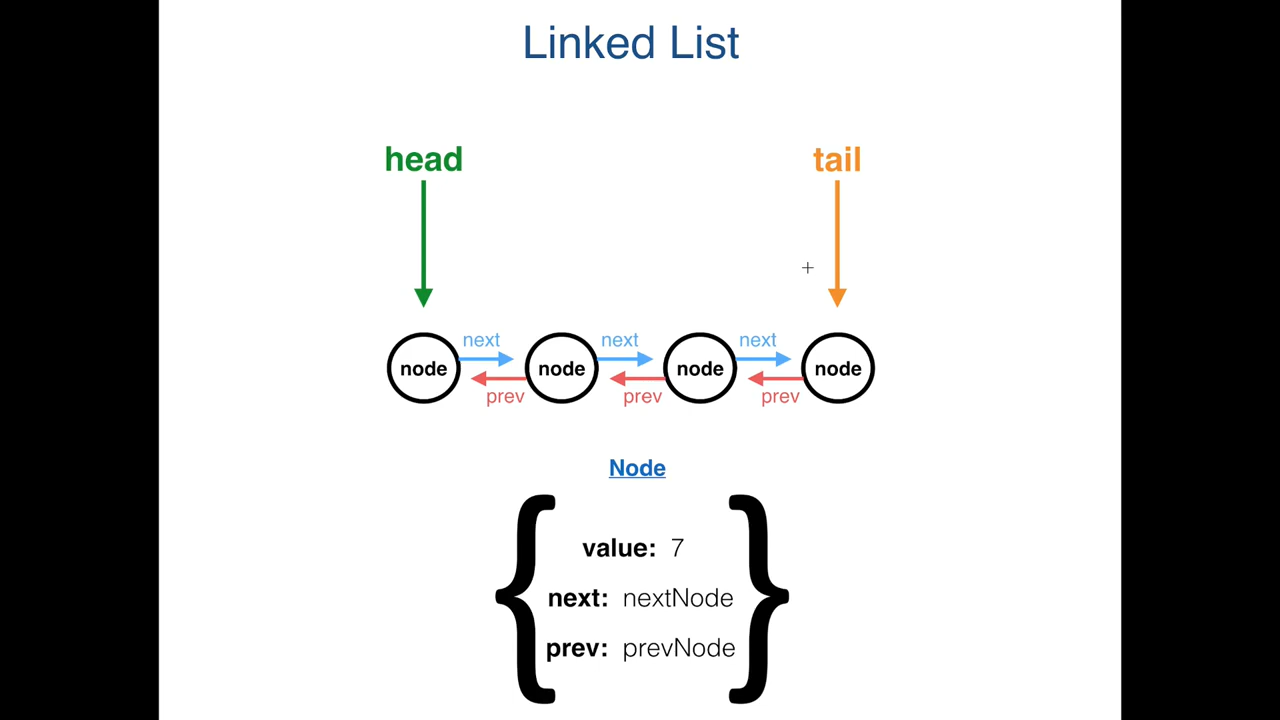 Linked List
head
tail
next next next
node node node node
prev prev prev
Node
{
value: 7
next: nextNode
prev: prevNode
}